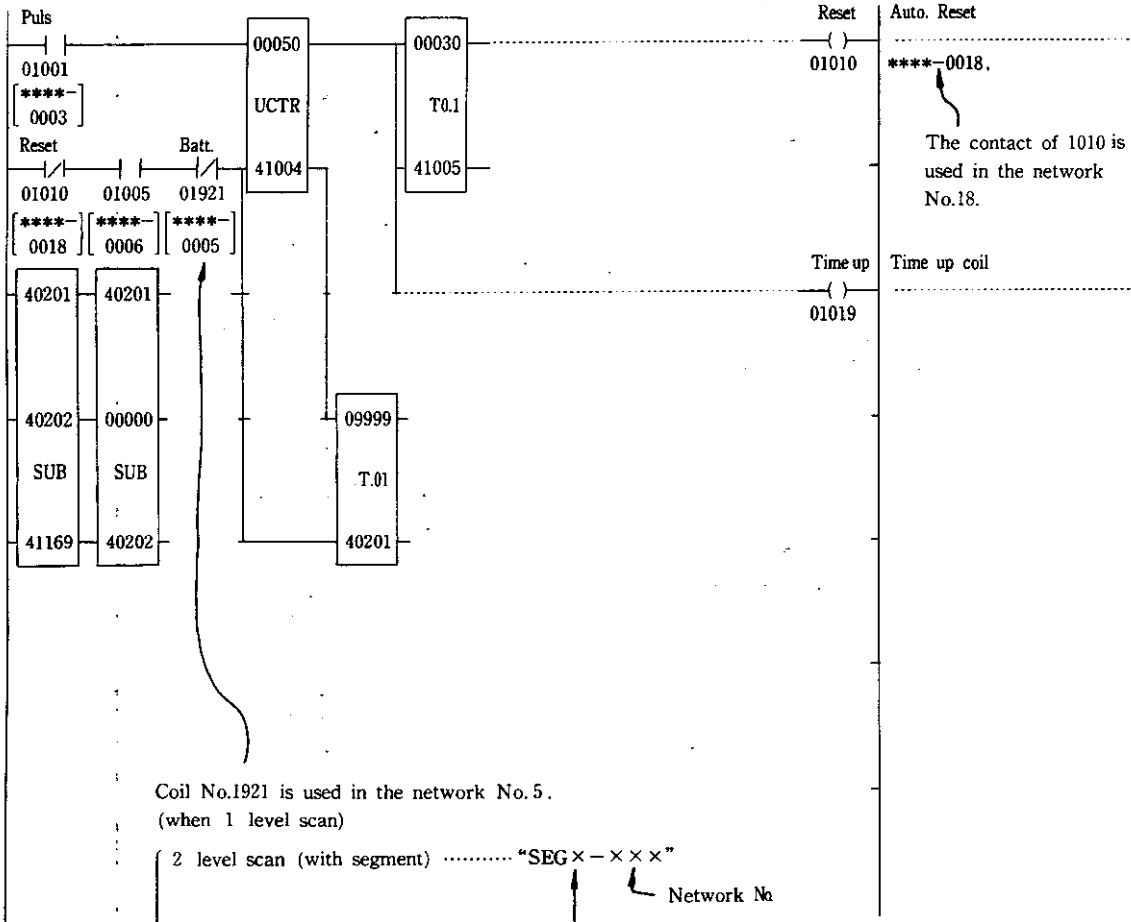 Puls
Reset
Auto. Reset
00050
00030
01001
01010
****-0018.
[****-
0003]
UCTR
T0.1
The contact of 1010 is
used in the network
No.18.
Reset
Batt.
41004
41005
01010
01005
01921
[****-
0018]
[****-
0006]
[****-
0005]
Time up
Time up coil
40201
40201
01019
40202
00000
09999
SUB
SUB
T.01
41169
40202
40201
Coil No.1921 is used in the network No. 5.
(when 1 level scan)
2 level scan (with segment) ··········· “SEG×−×××”
Network No.